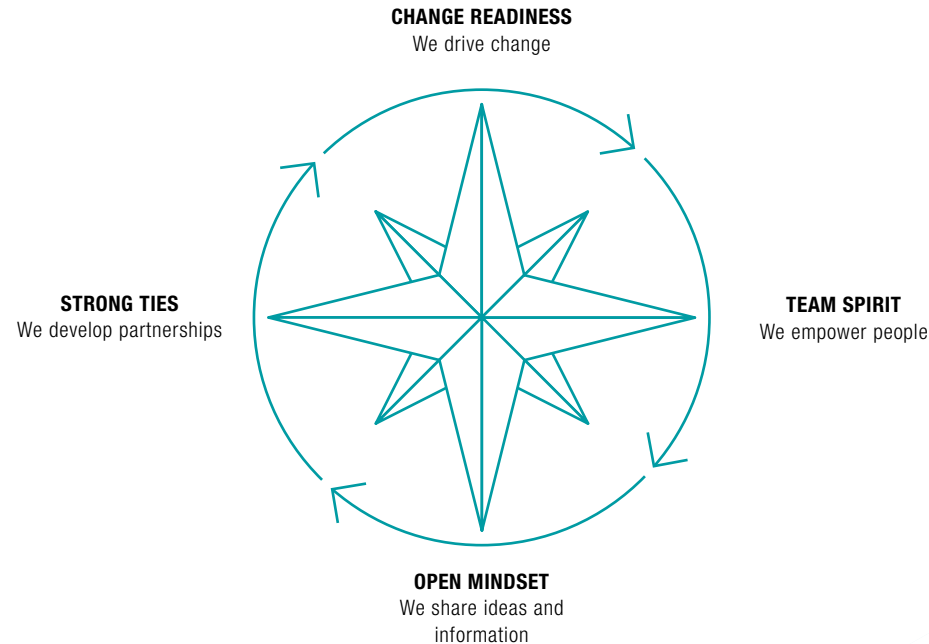 CHANGE READINESS
We drive change
STRONG TIES
We develop partnerships
TEAM SPIRIT
We empower people
OPEN MINDSET
We share ideas and
information